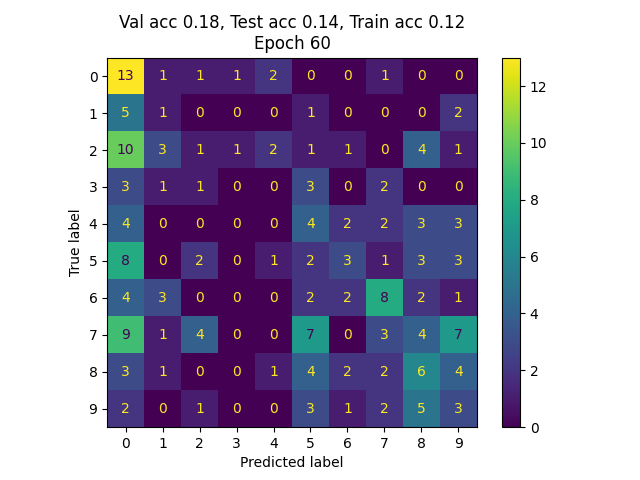 Val acc 0.18, Test acc 0.14, Train acc 0.12
Epoch 60
0 13 1 1 1 2 0 0 1 0 0
1 5 1 0 0 0 1 0 0 0 2
2 10 3 1 1 2 1 1 0 4 1
3 3 1 1 0 0 3 0 2 0 0
4 4 0 0 0 0 4 2 2 3 3
5 8 0 2 0 1 2 3 1 3 3
6 4 3 0 0 0 2 2 8 2 1
7 9 1 4 0 0 7 0 3 4 7
8 3 1 0 0 1 4 2 2 6 4
9 2 0 1 0 0 3 1 2 5 3
0 1 2 3 4 5 6 7 8 9
Predicted label
True label
12
10
8
6
4
2
0